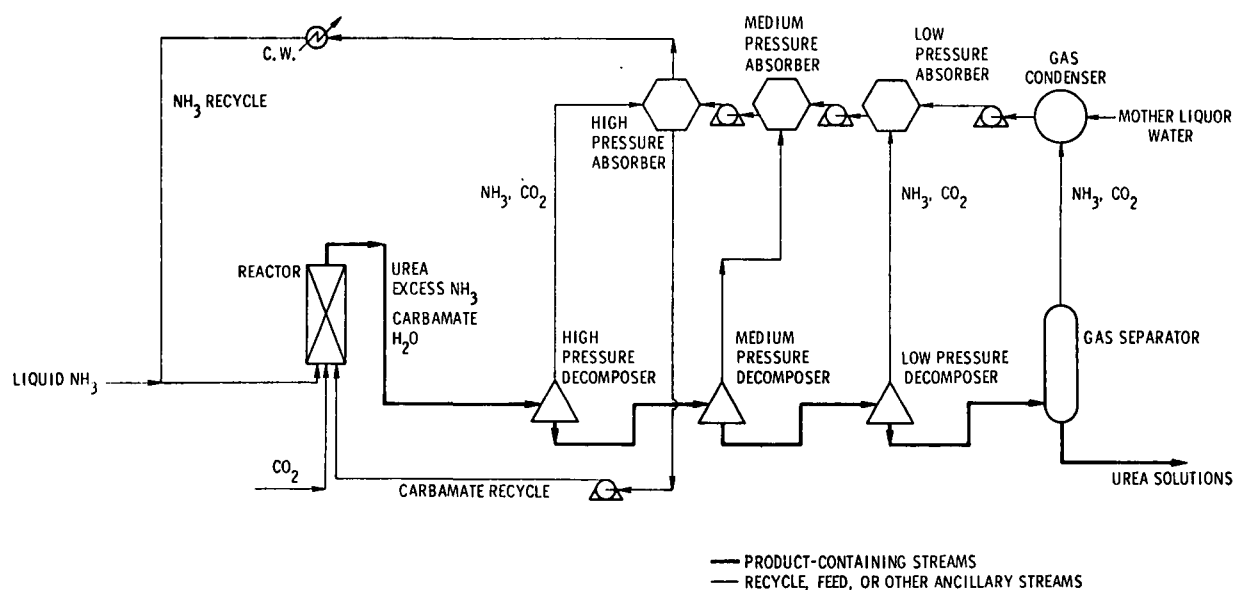 C. W.
NH3 RECYCLE
MEDIUM
PRESSURE
ABSORBER
LOW
PRESSURE
ABSORBER
GAS
CONDENSER
HIGH
PRESSURE
ABSORBER
MOTHER LIQUOR
WATER
NH3, CO2
NH3, CO2
NH3, CO2
REACTOR
UREA
EXCESS NH3
CARBAMATE
H2O
HIGH
PRESSURE
DECOMPOSER
MEDIUM
PRESSURE
DECOMPOSER
LOW PRESSURE
DECOMPOSER
GAS SEPARATOR
LIQUID NH3
CO2
CARBAMATE RECYCLE
UREA SOLUTIONS
PRODUCT-CONTAINING STREAMS
RECYCLE, FEED, OR OTHER ANCILLARY STREAMS